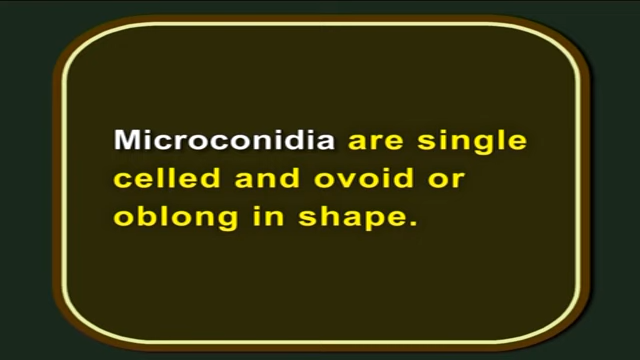 Microconidia are single
celled and ovoid or
oblong in shape.